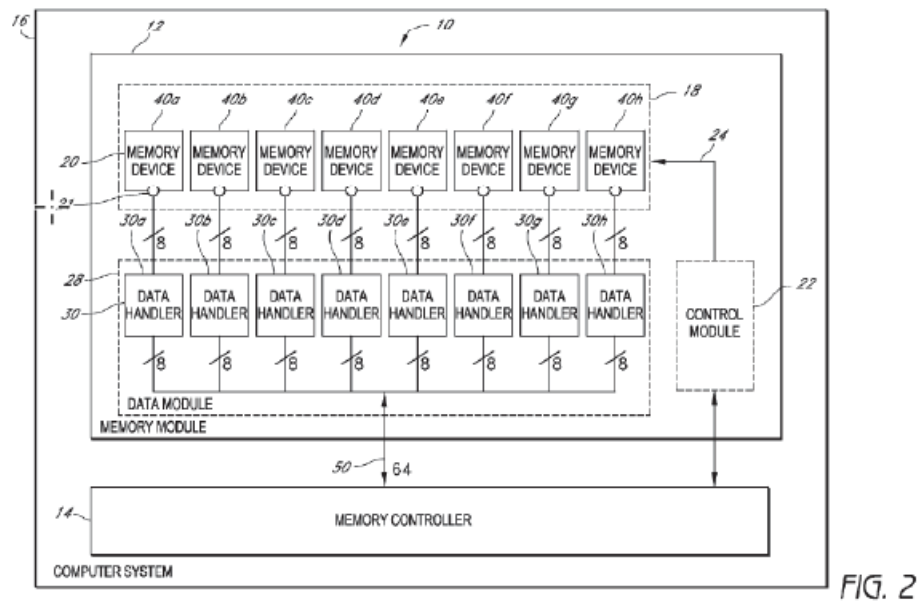 16
12
10
40a 40b 40c 40d 40e 40f 40g 40h
18
20
MEMORY DEVICE MEMORY DEVICE MEMORY DEVICE MEMORY DEVICE MEMORY DEVICE MEMORY DEVICE MEMORY DEVICE MEMORY DEVICE
24
21
30a 30b 30c 30d 30e 30f 30g 30h
8 8 8 8 8 8 8 8
28
22
30
DATA HANDLER DATA HANDLER DATA HANDLER DATA HANDLER DATA HANDLER DATA HANDLER DATA HANDLER DATA HANDLER
CONTROL MODULE
8 8 8 8 8 8 8 8
DATA MODULE
MEMORY MODULE
50 64
14
MEMORY CONTROLLER
COMPUTER SYSTEM
FIG. 2